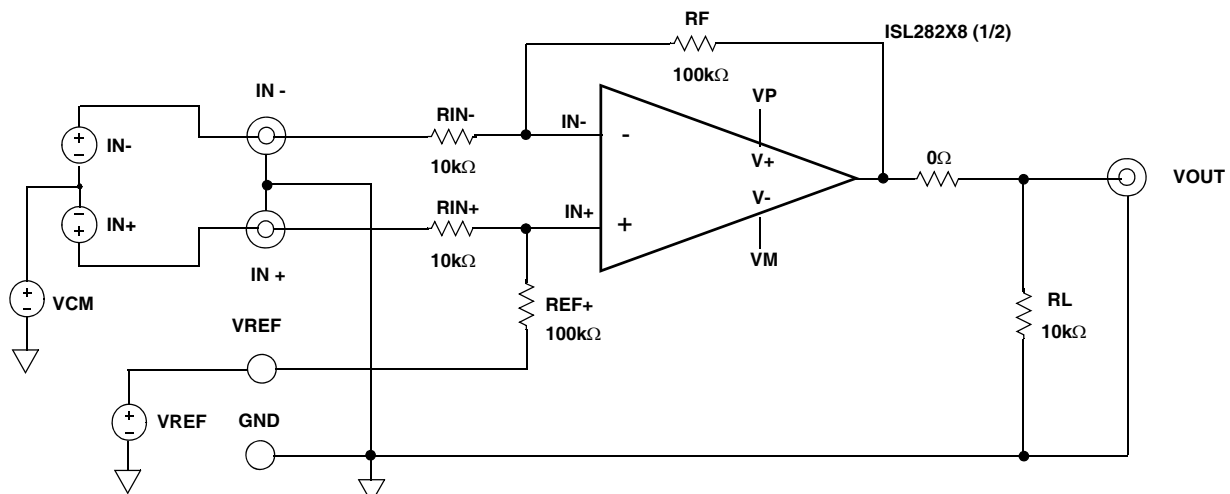 RF
ISL282X8 (1/2)
100kΩ
IN -
VP
RIN-
IN-
-
IN-
+
-
10kΩ
V+
0Ω
VOUT
IN+
-
+
RIN+
IN+
+
V-
10kΩ
VM
IN +
VCM
+
-
REF+
100kΩ
RL
10kΩ
VREF
VREF
+
-
GND